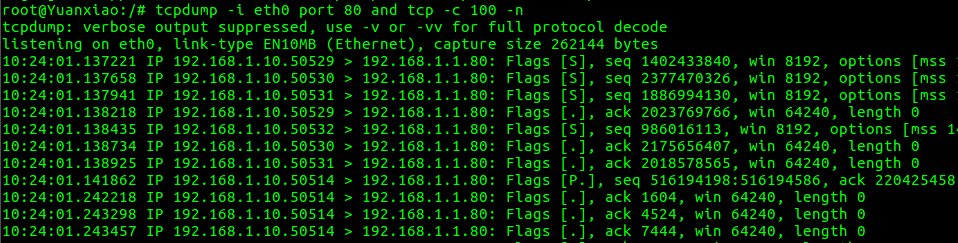 root@Yuanxiao:/# tcpdump -i eth0 port 80 and tcp -c 100 -n
tcpdump: verbose output suppressed, use -v or -vv for full protocol decode
listening on eth0, link-type EN10MB (Ethernet), capture size 262144 bytes
10:24:01.137221 IP 192.168.1.10.50529 > 192.168.1.1.80: Flags [S], seq 1402433840, win 8192, options [mss
10:24:01.137658 IP 192.168.1.10.50530 > 192.168.1.1.80: Flags [S], seq 2377470326, win 8192, options [mss
10:24:01.137941 IP 192.168.1.10.50531 > 192.168.1.1.80: Flags [S], seq 1886994130, win 8192, options [mss
10:24:01.138218 IP 192.168.1.10.50529 > 192.168.1.1.80: Flags [.], ack 2023769766, win 64240, length 0
10:24:01.138435 IP 192.168.1.10.50532 > 192.168.1.1.80: Flags [S], seq 986016113, win 8192, options [mss 14
10:24:01.138734 IP 192.168.1.10.50530 > 192.168.1.1.80: Flags [.], ack 2175656407, win 64240, length 0
10:24:01.138925 IP 192.168.1.10.50531 > 192.168.1.1.80: Flags [.], ack 2018578565, win 64240, length 0
10:24:01.141862 IP 192.168.1.10.50514 > 192.168.1.1.80: Flags [P.], seq 516194198:516194586, ack 220425458
10:24:01.242218 IP 192.168.1.10.50514 > 192.168.1.1.80: Flags [.], ack 1604, win 64240, length 0
10:24:01.243298 IP 192.168.1.10.50514 > 192.168.1.1.80: Flags [.], ack 4524, win 64240, length 0
10:24:01.243457 IP 192.168.1.10.50514 > 192.168.1.1.80: Flags [.], ack 7444, win 64240, length 0